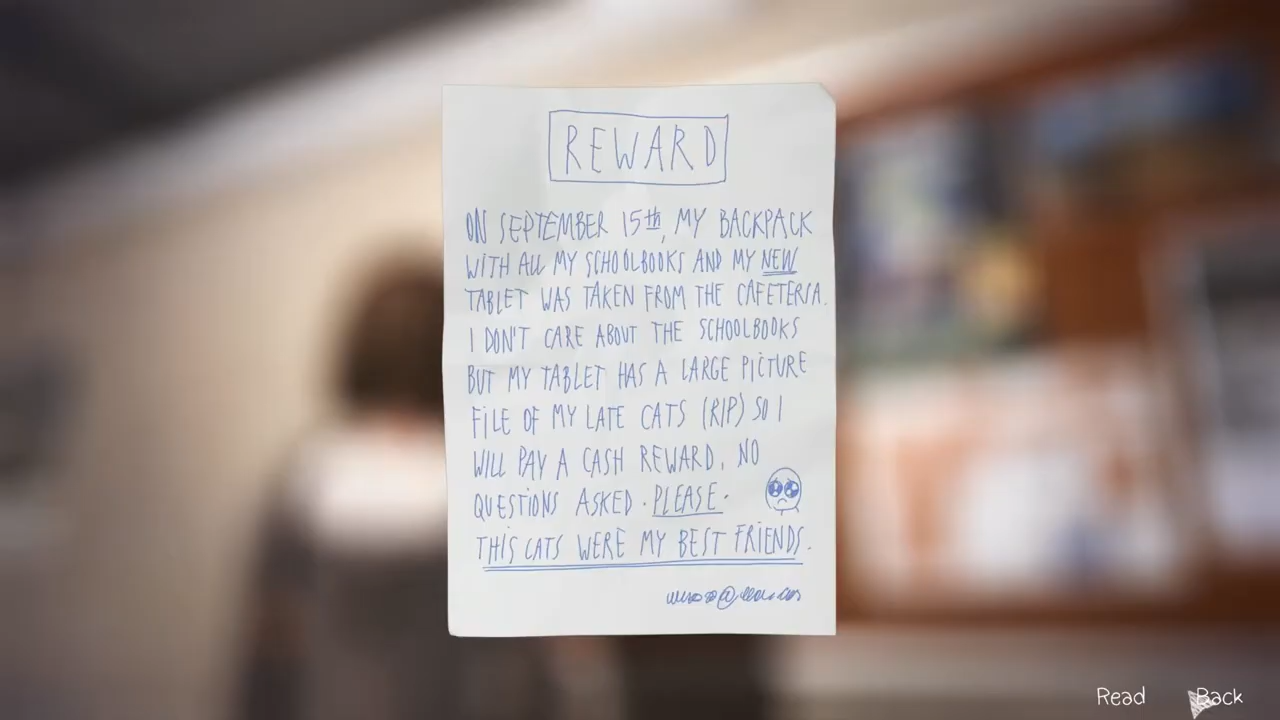 REWARD
ON SEPTEMBER 15th, MY BACKPACK
WITH ALL MY SCHOOLBOOKS AND MY NEW
TABLET WAS TAKEN FROM THE CAFETERIA.
I DON'T CARE ABOUT THE SCHOOLBOOKS
BUT MY TABLET HAS A LARGE PICTURE
FILE OF MY LATE CATS (RIP) SO I
WILL PAY A CASH REWARD. NO
QUESTIONS ASKED. PLEASE.
THIS CATS WERE MY BEST FRIENDS.
Read
Back